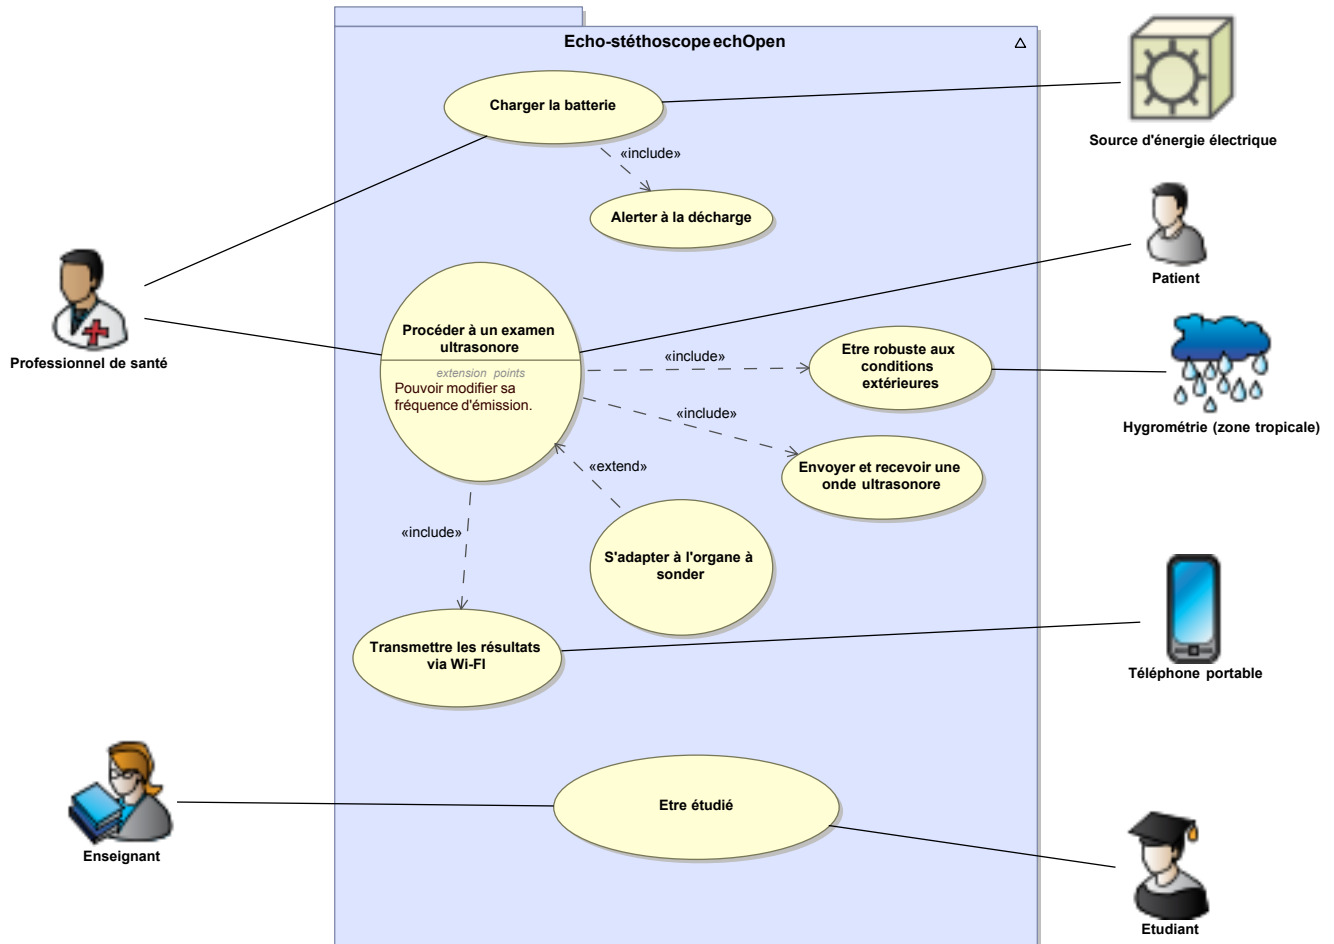 Echo-stéthoscope echOpen
Charger la batterie
Source d'énergie électrique
«include»
Alerter à la décharge
Patient
Professionnel de santé
Procéder à un examen
ultrasonore
extension points
Pouvoir modifier sa
fréquence d'émission.
«include»
Etre robuste aux
conditions
extérieures
Hygrométrie (zone tropicale)
«include»
Envoyer et recevoir une
onde ultrasonore
«extend»
S'adapter à l'organe à
sonder
«include»
Transmettre les résultats
via Wi-FI
Téléphone portable
Etre étudié
Enseignant
Etudiant